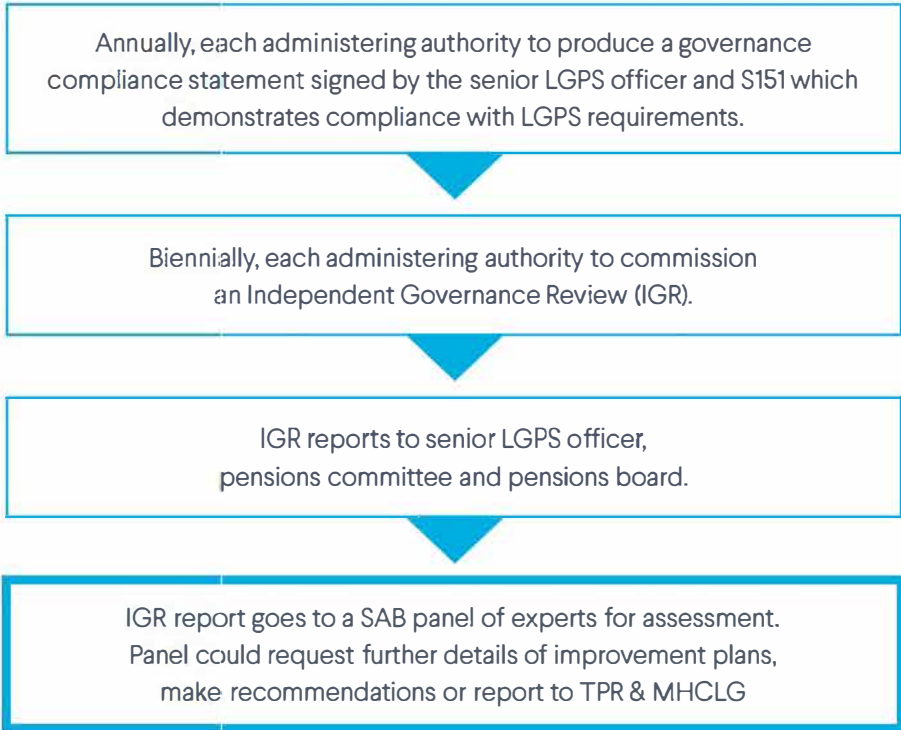 Annually, each administering authority to produce a governance
compliance statement signed by the senior LGPS officer and S151 which
demonstrates compliance with LGPS requirements.
Biennially, each administering authority to commission
an Independent Governance Review (IGR).
IGR reports to senior LGPS officer,
pensions committee and pensions board.
IGR report goes to a SAB panel of experts for assessment.
Panel could request further details of improvement plans,
make recommendations or report to TPR & MHCLG